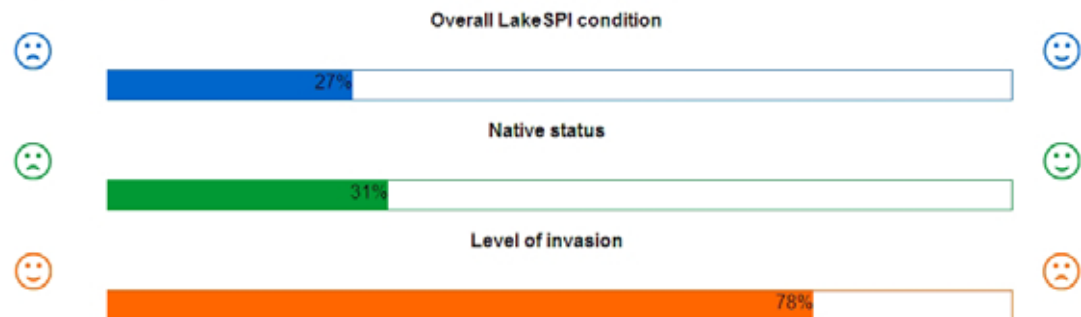 Overall LakeSPI condition
27%
Native status
31%
Level of invasion
78%